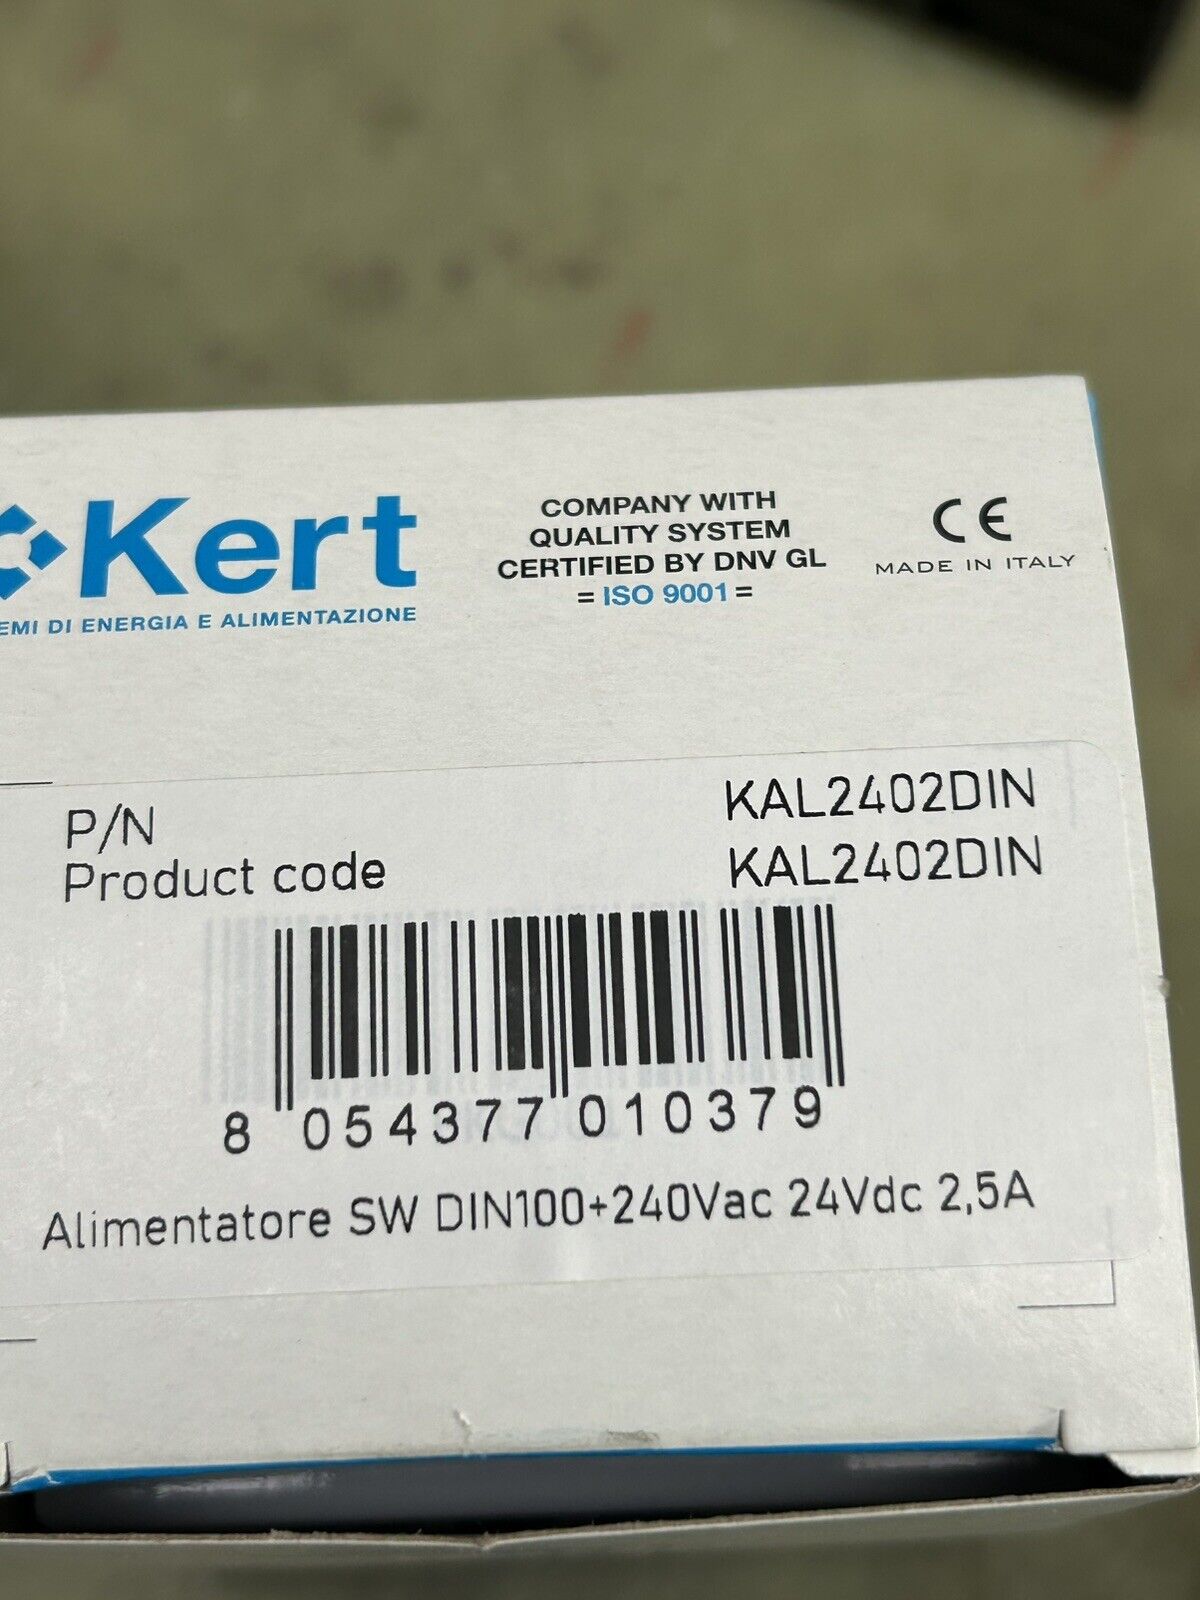 Kert
EMI DI ENERGIA E ALIMENTAZIONE
COMPANY WITH
QUALITY SYSTEM
CERTIFIED BY DNV GL
= ISO 9001 =
CE
MADE IN ITALY
P/N KAL2402DIN
Product code KAL2402DIN
8 054377 010379
Alimentatore SW DIN100+240Vac 24Vdc 2,5A